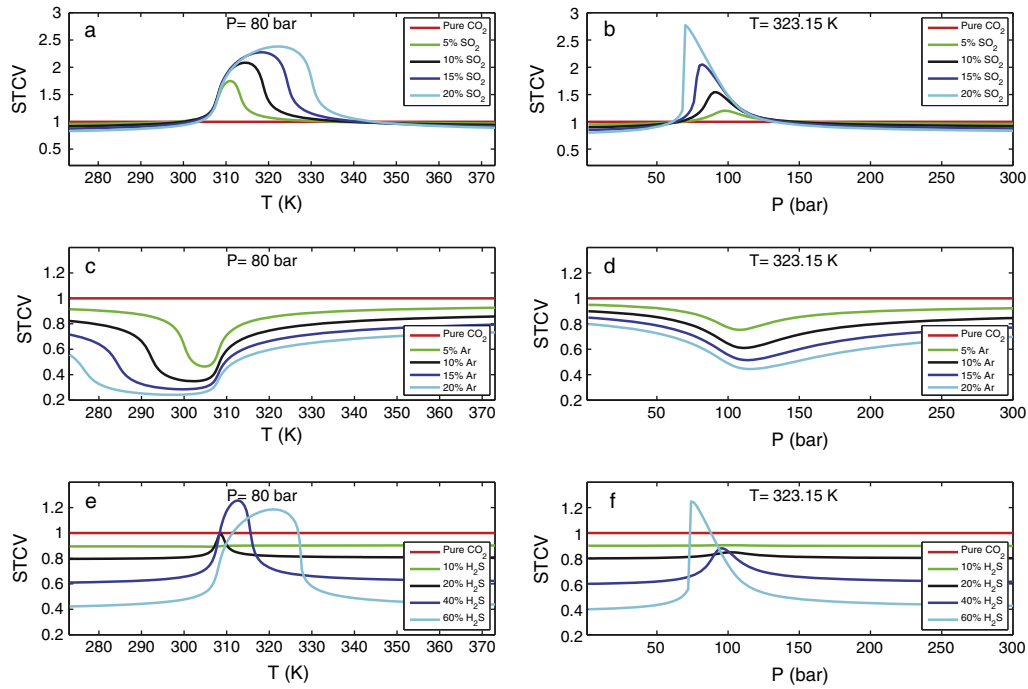 a
P= 80 bar
3
2.5
2
1.5
1
0.5
STCV
Pure CO2
5% SO2
10% SO2
15% SO2
20% SO2
280 290 300 310 320 330 340 350 360 370
T (K)
b
T= 323.15 K
3
2.5
2
1.5
1
0.5
STCV
Pure CO2
5% SO2
10% SO2
15% SO2
20% SO2
50 100 150 200 250 300
P (bar)
c
P= 80 bar
1.2
1
0.8
0.6
0.4
0.2
STCV
Pure CO2
5% Ar
10% Ar
15% Ar
20% Ar
280 290 300 310 320 330 340 350 360 370
T (K)
d
T= 323.15 K
1.2
1
0.8
0.6
0.4
0.2
STCV
Pure CO2
5% Ar
10% Ar
15% Ar
20% Ar
50 100 150 200 250 300
P (bar)
e
P= 80 bar
1.2
1
0.8
0.6
0.4
0.2
STCV
Pure CO2
10% H2S
20% H2S
40% H2S
60% H2S
280 290 300 310 320 330 340 350 360 370
T (K)
f
T= 323.15 K
1.2
1
0.8
0.6
0.4
0.2
STCV
Pure CO2
10% H2S
20% H2S
40% H2S
60% H2S
50 100 150 200 250 300
P (bar)